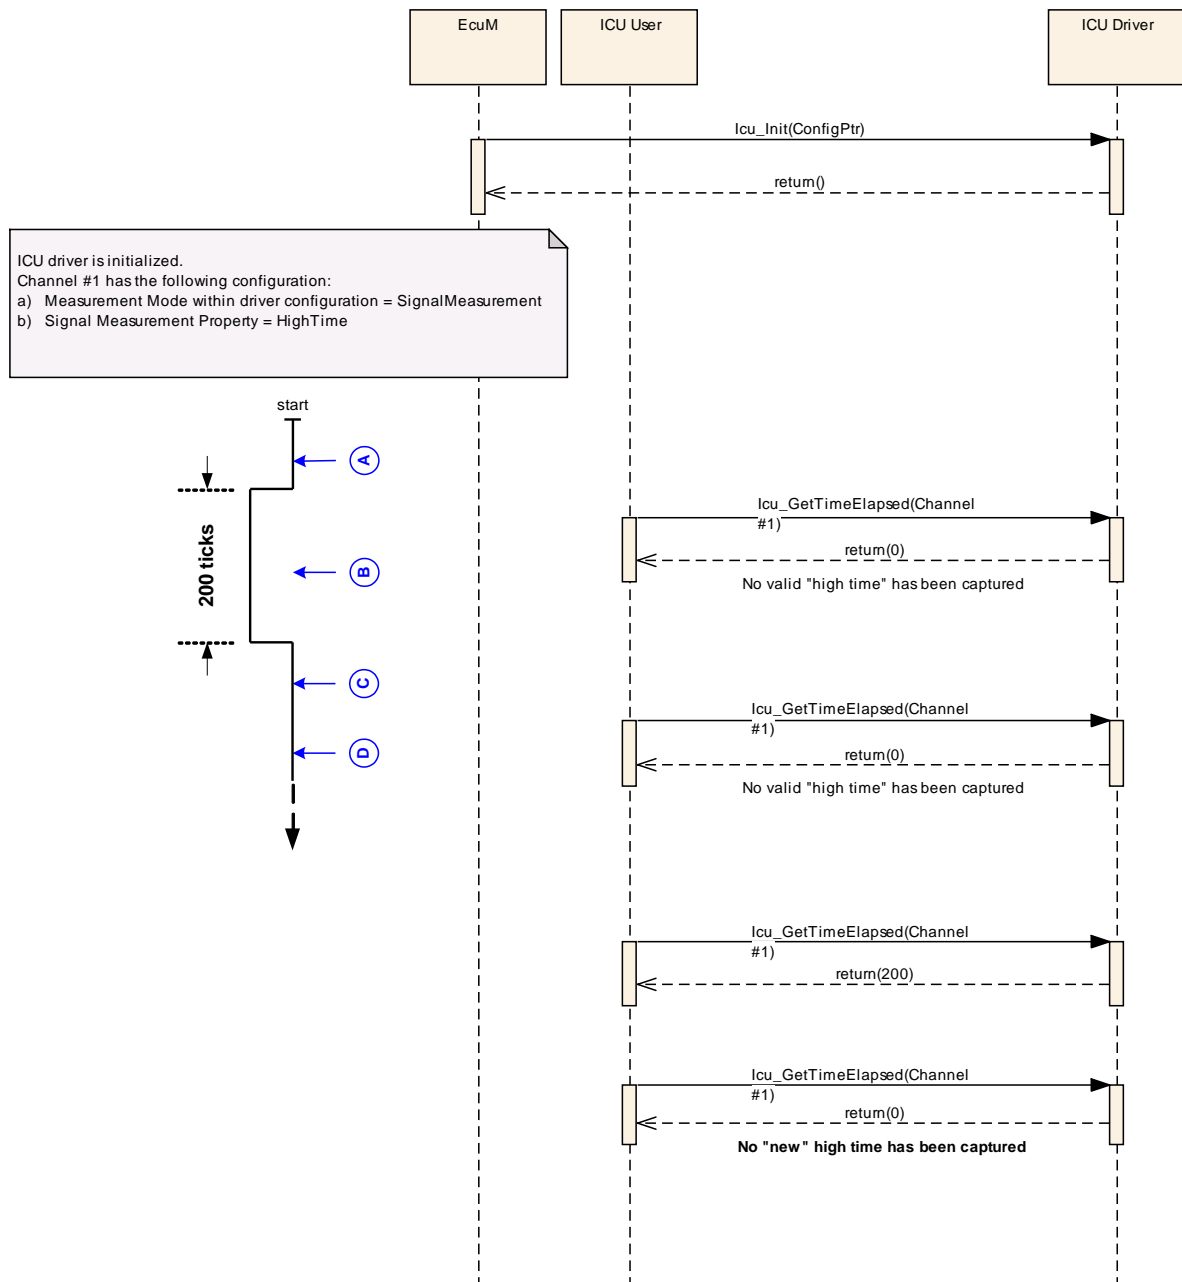 EcuM
ICU User
ICU Driver
Icu_Init(ConfigPtr)
return()
ICU driver is initialized.
Channel #1 has the following configuration:
a) Measurement Mode within driver configuration = SignalMeasurement
b) Signal Measurement Property = HighTime
start
A
200 ticks
B
C
D
Icu_GetTimeElapsed(Channel
#1)
return(0)
No valid "high time" has been captured
Icu_GetTimeElapsed(Channel
#1)
return(0)
No valid "high time" has been captured
Icu_GetTimeElapsed(Channel
#1)
return(200)
Icu_GetTimeElapsed(Channel
#1)
return(0)
No "new" high time has been captured